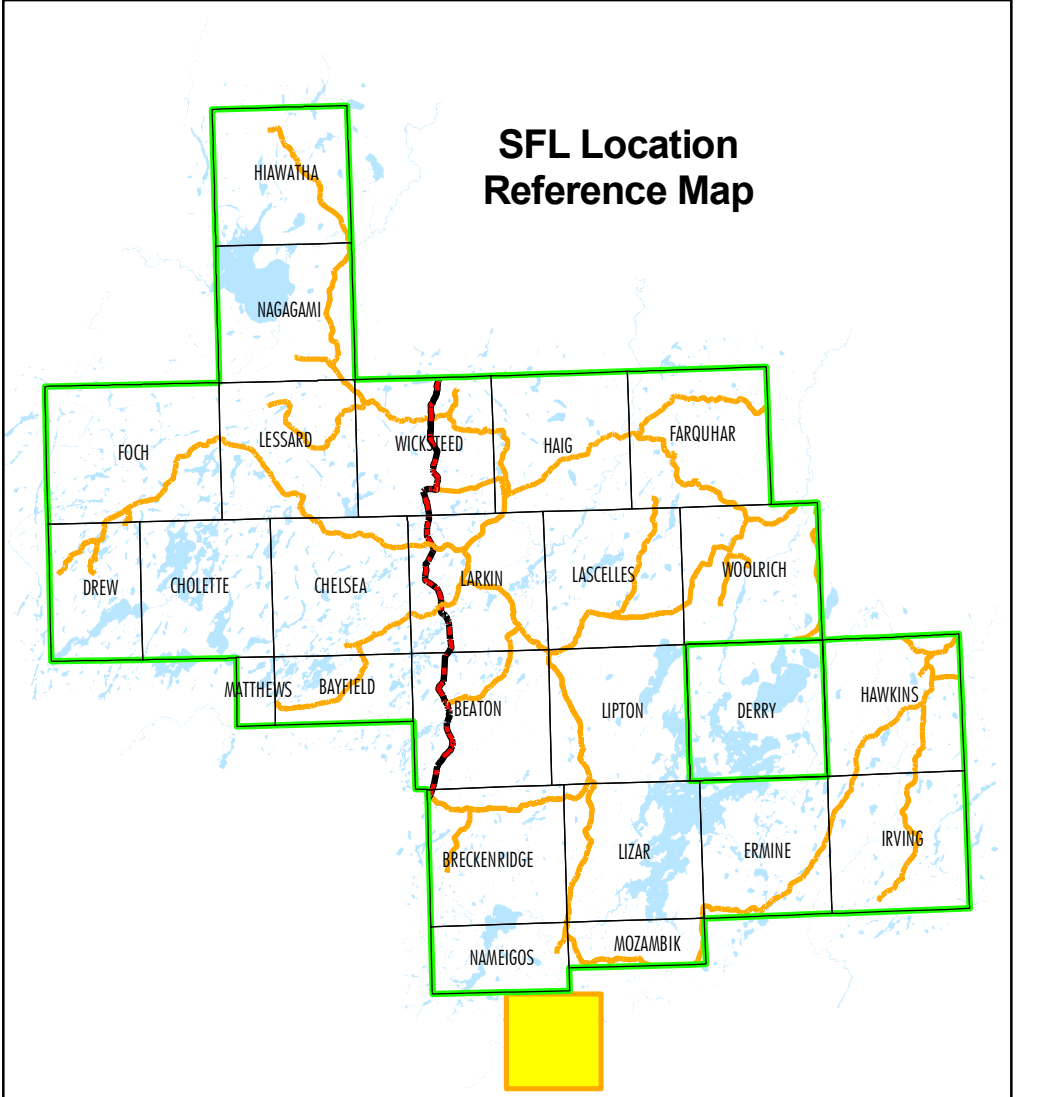 SFL Location
Reference Map
HIAWATHA
NAGAGAMI
FOCH
LESSARD
WICKSTEED
HAIG
FARQUHAR
DREW
CHOLETTE
CHELSEA
LARKIN
LASCELLES
WOOLRICH
MATTHEWS
BAYFIELD
BEATON
LIPTON
DERRY
HAWKINS
BRECKENRIDGE
LIZAR
ERMINE
IRVING
NAMEIGOS
MOZAMBIK